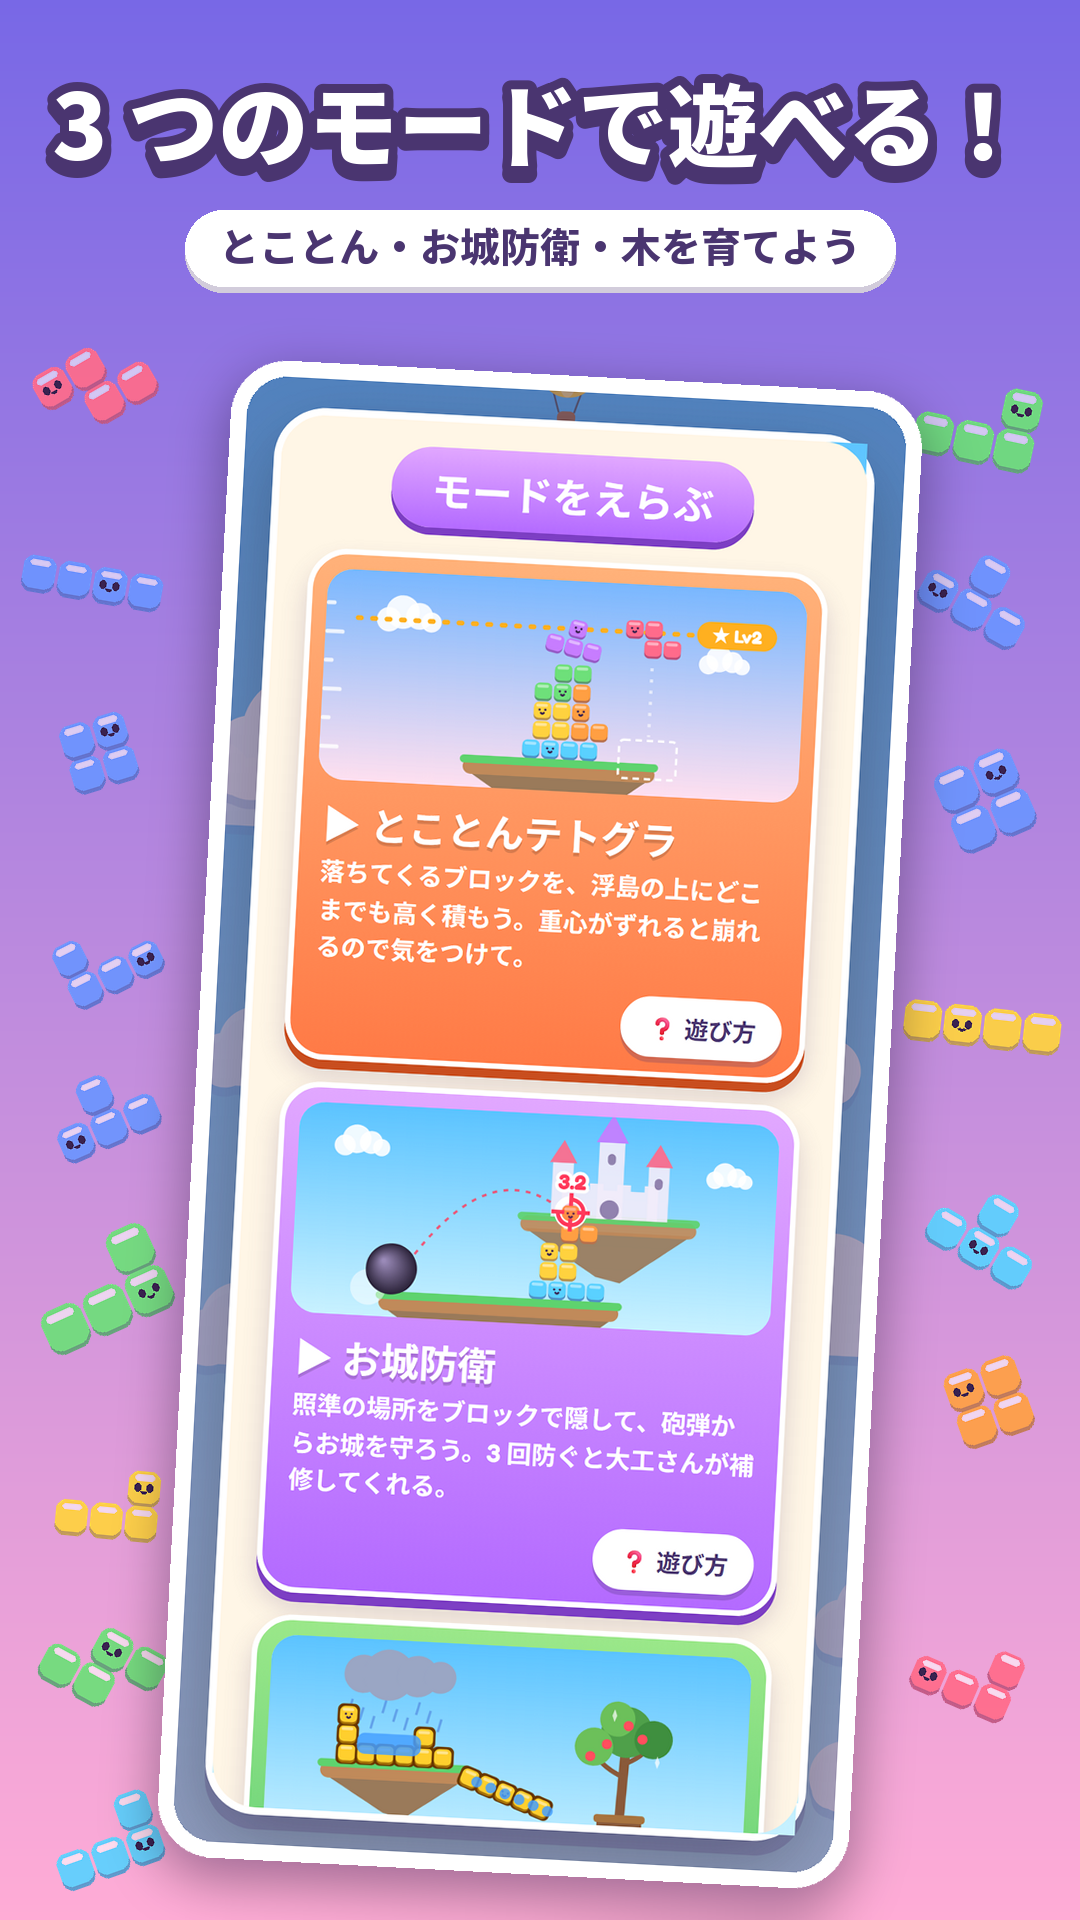 3つのモードで遊べる！
とことん・お城防衛・木を育てよう
モードをえらぶ
★ Lv2
▶ とことんテトグラ
落ちてくるブロックを、浮島の上にどこ
までも高く積もう。重心がずれると崩れ
るので気をつけて。
❓ 遊び方
3.2
▶ お城防衛
照準の場所をブロックで隠して、砲弾か
らお城を守ろう。3 回防ぐと大工さんが補
修してくれる。
❓ 遊び方